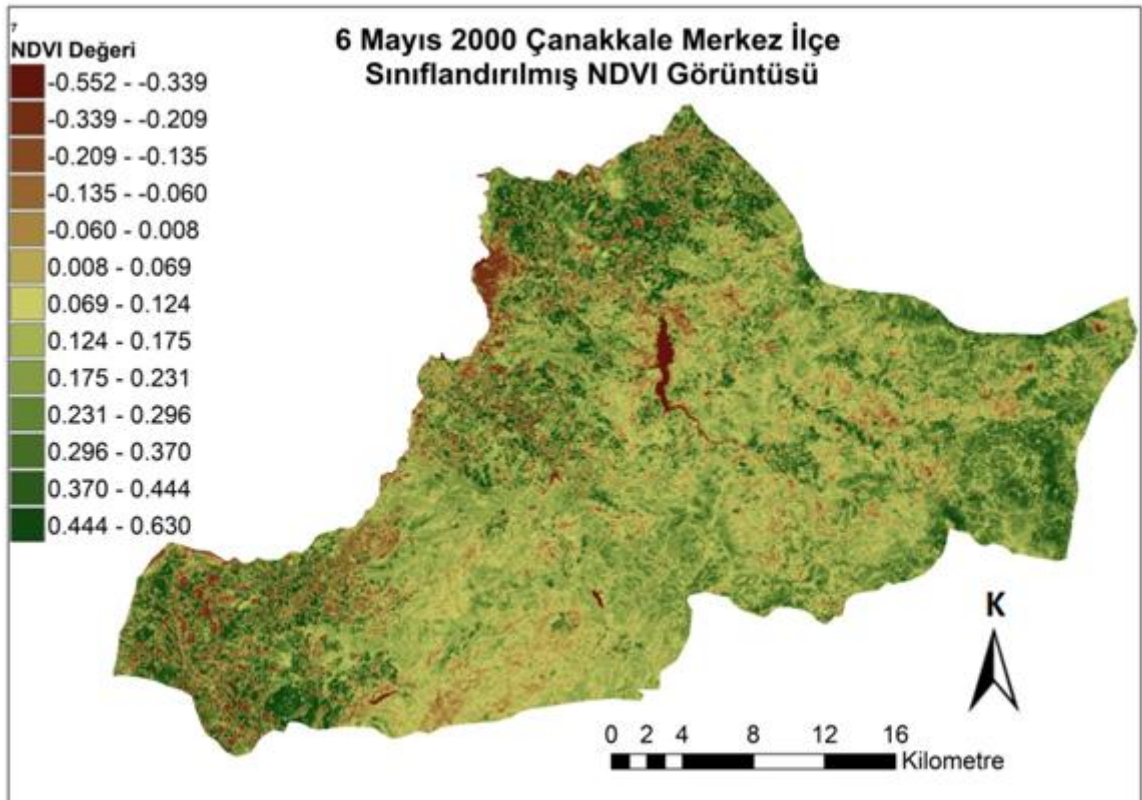 7
NDVI Değeri
6 Mayıs 2000 Çanakkale Merkez İlçe
Sınıflandırılmış NDVI Görüntüsü
-0.552 - -0.339
-0.339 - -0.209
-0.209 - -0.135
-0.135 - -0.060
-0.060 - 0.008
0.008 - 0.069
0.069 - 0.124
0.124 - 0.175
0.175 - 0.231
0.231 - 0.296
0.296 - 0.370
0.370 - 0.444
0.444 - 0.630
K
0 2 4 8 12 16
Kilometre